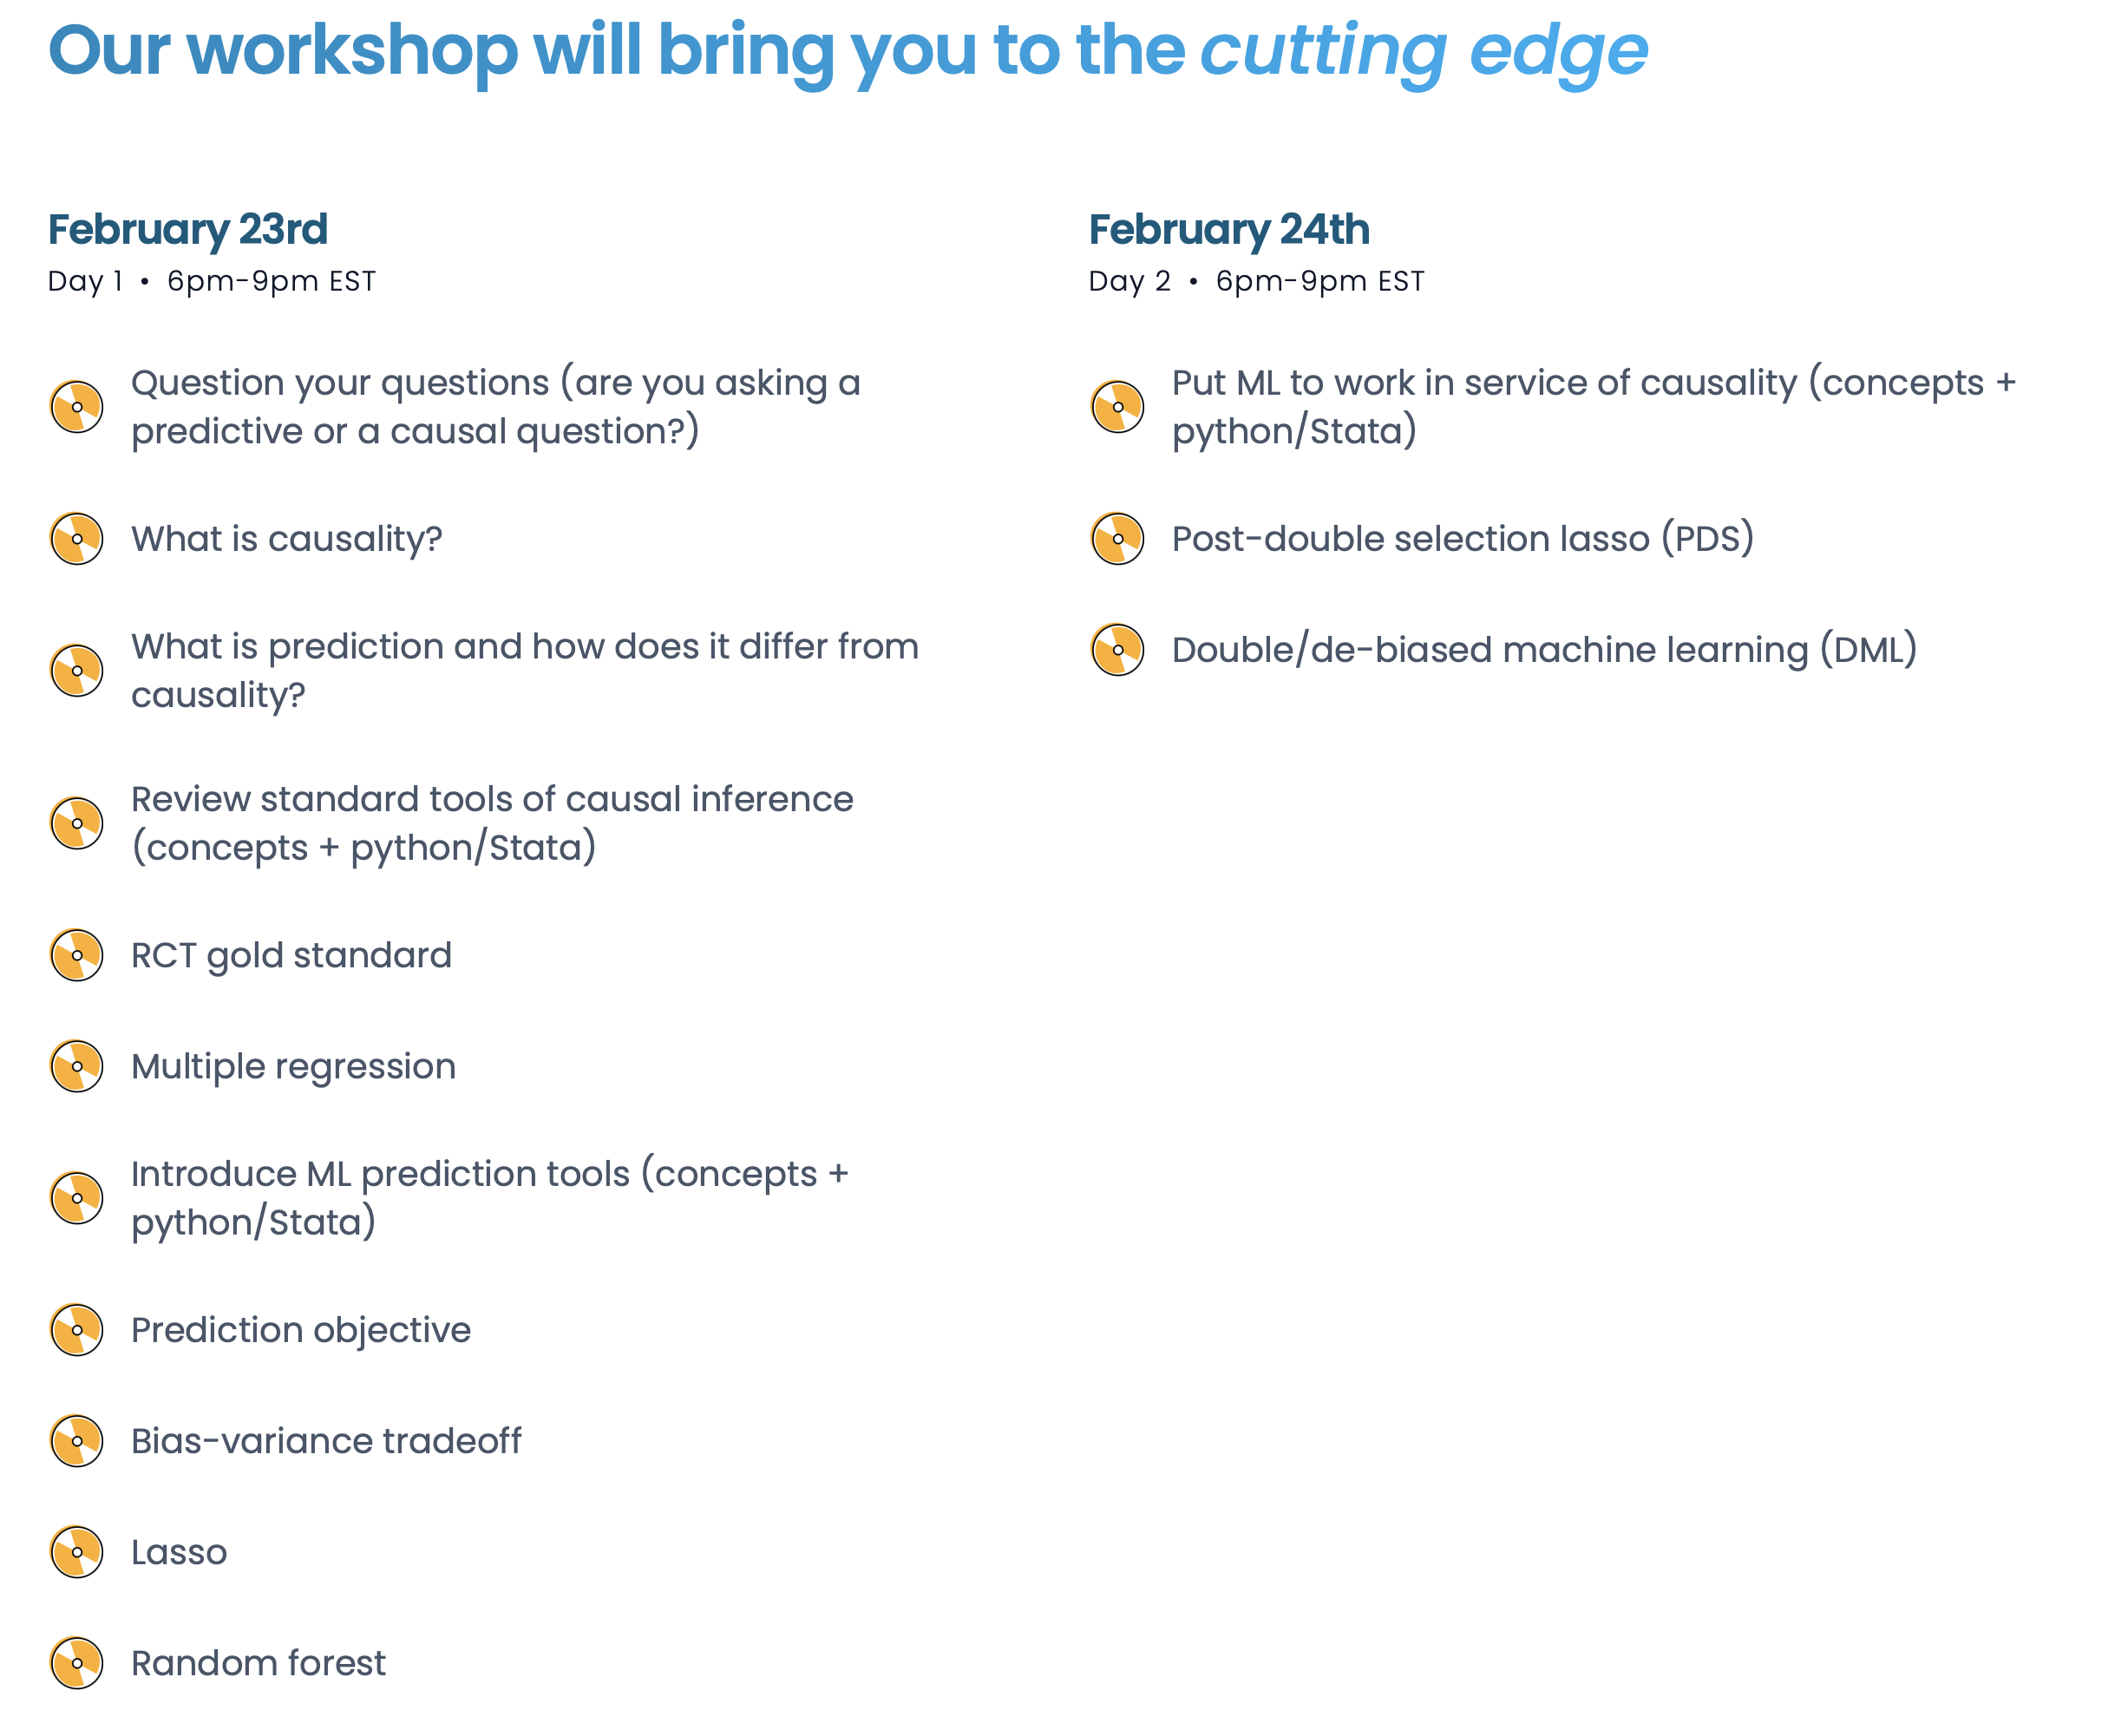 Our workshop will bring you to the cutting edge
February 23rd
Day 1 • 6pm-9pm EST
Question your questions (are you asking a
predictive or a causal question?)
What is causality?
What is prediction and how does it differ from
causality?
Review standard tools of causal inference
(concepts + python/Stata)
RCT gold standard
Multiple regression
Introduce ML prediction tools (concepts +
python/Stata)
Prediction objective
Bias-variance tradeoff
Lasso
Random forest
February 24th
Day 2 • 6pm-9pm EST
Put ML to work in service of causality (concepts +
python/Stata)
Post-double selection lasso (PDS)
Double/de-biased machine learning (DML)